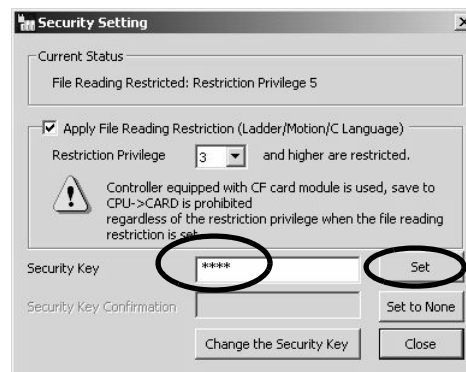 Security Setting
Current Status
File Reading Restricted: Restriction Privilege 5
Apply File Reading Restriction (Ladder/Motion/C Language)
Restriction Privilege 3 and higher are restricted.
Controller equipped with CF card module is used, save to
CPU->CARD is prohibited
regardless of the restriction privilege when the file reading
restriction is set
Security Key **** Set
Security Key Confirmation Set to None
Change the Security Key Close